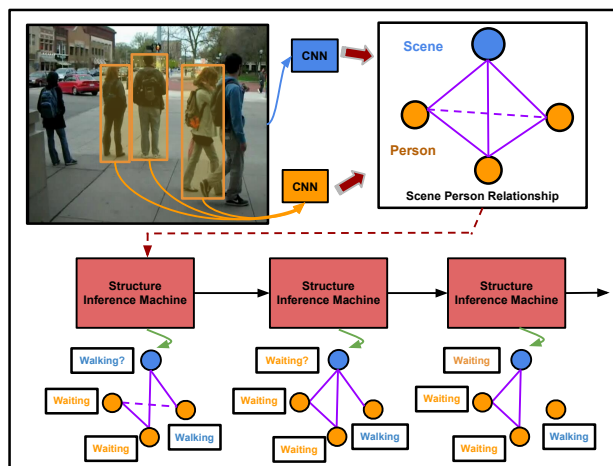 CNN
Scene
CNN
Person
Scene Person Relationship
Structure
Inference Machine
Structure
Inference Machine
Structure
Inference Machine
Walking?
Waiting
Waiting
Walking
Waiting?
Waiting
Waiting
Walking
Waiting
Waiting
Waiting
Walking